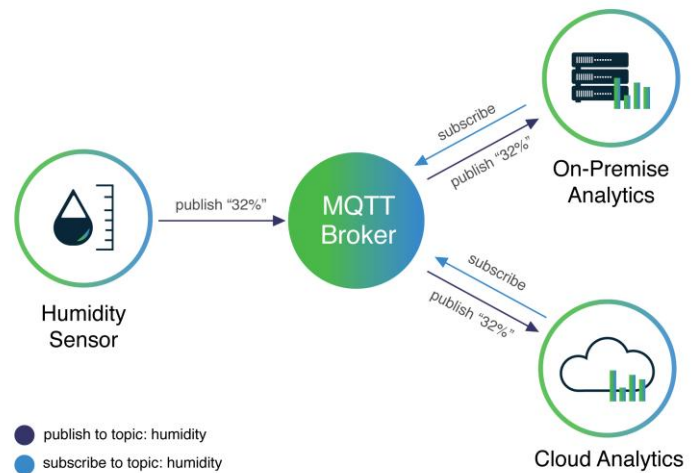 subscribe
publish "32%"
On-Premise
Analytics
publish "32%"
MQTT
Broker
Humidity
Sensor
subscribe
publish "32%"
Cloud Analytics
publish to topic: humidity
subscribe to topic: humidity